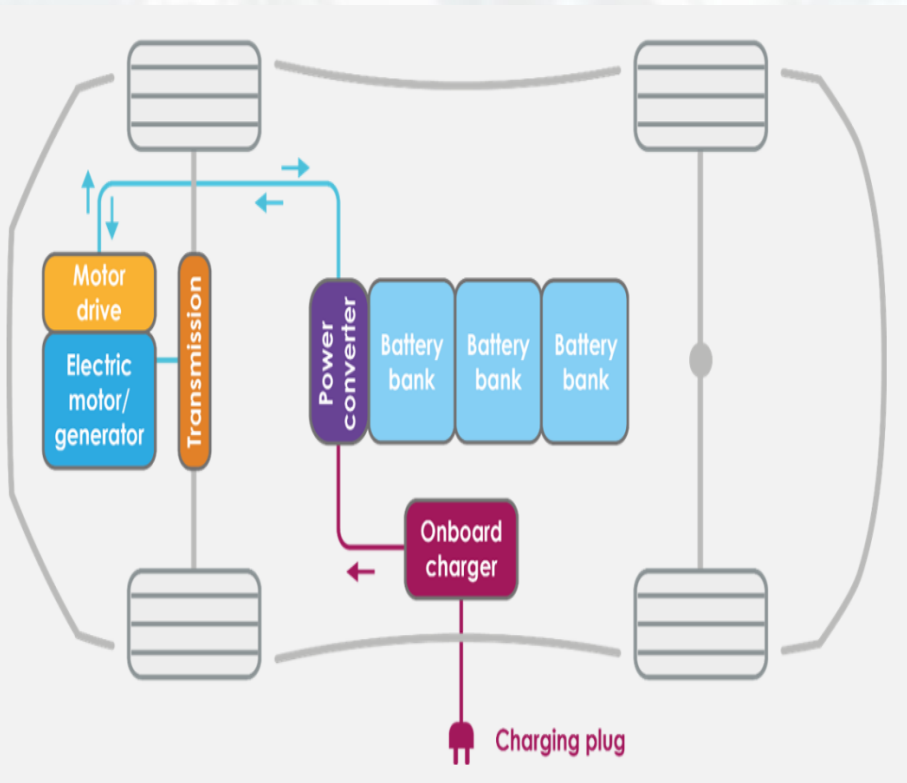 Motor
drive
Electric
motor/
generator
Transmission
Power
converter
Battery
bank
Battery
bank
Battery
bank
Onboard
charger
Charging plug